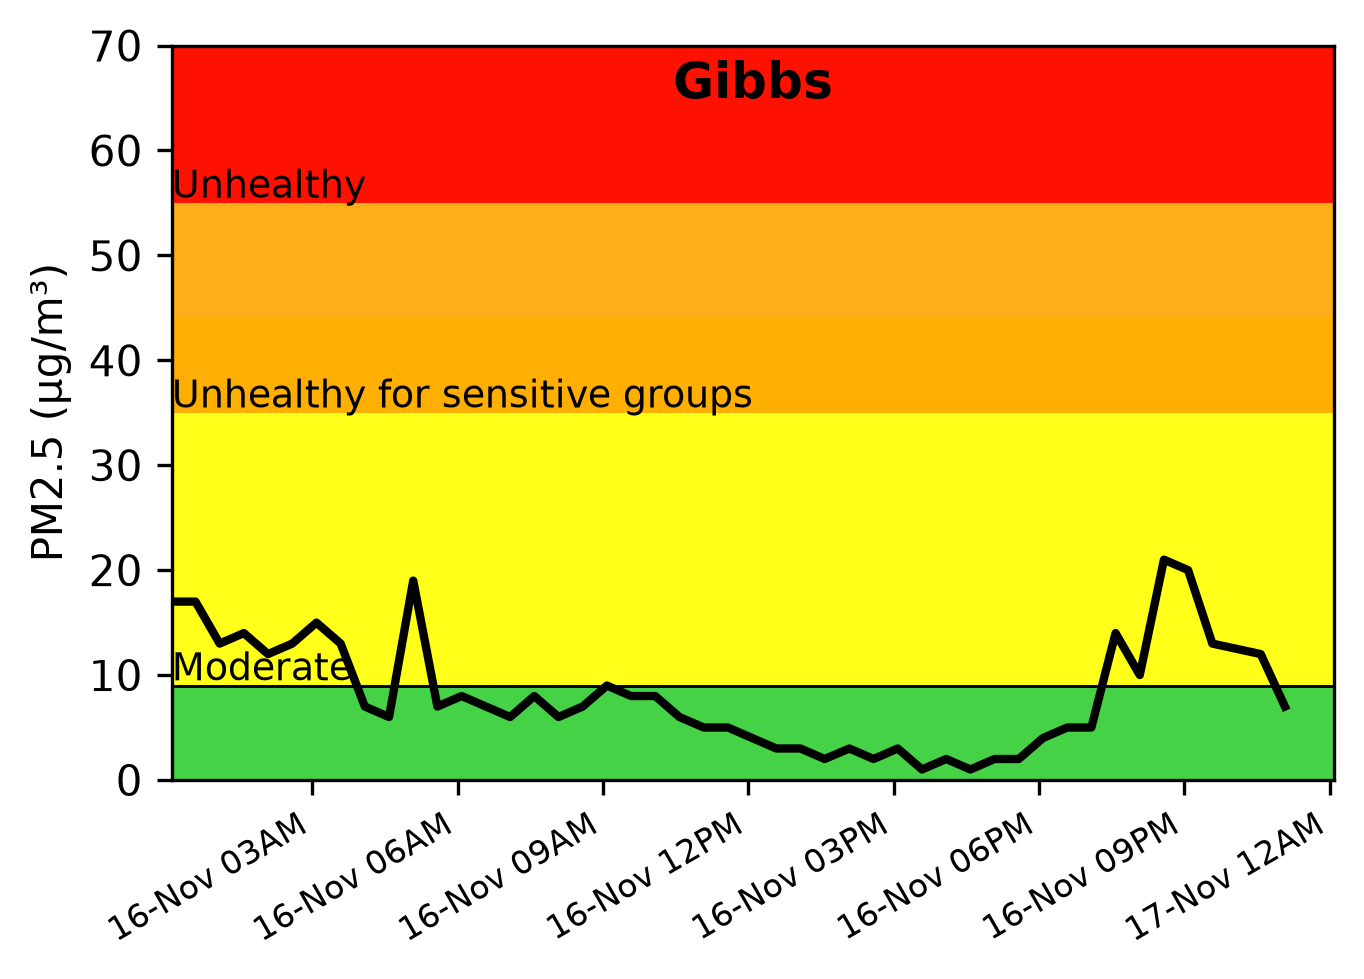 Gibbs
PM2.5 (µg/m³)
70
60
Unhealthy
50
40
Unhealthy for sensitive groups
30
20
Moderate
10
0
16-Nov 03AM
16-Nov 06AM
16-Nov 09AM
16-Nov 12PM
16-Nov 03PM
16-Nov 06PM
16-Nov 09PM
17-Nov 12AM